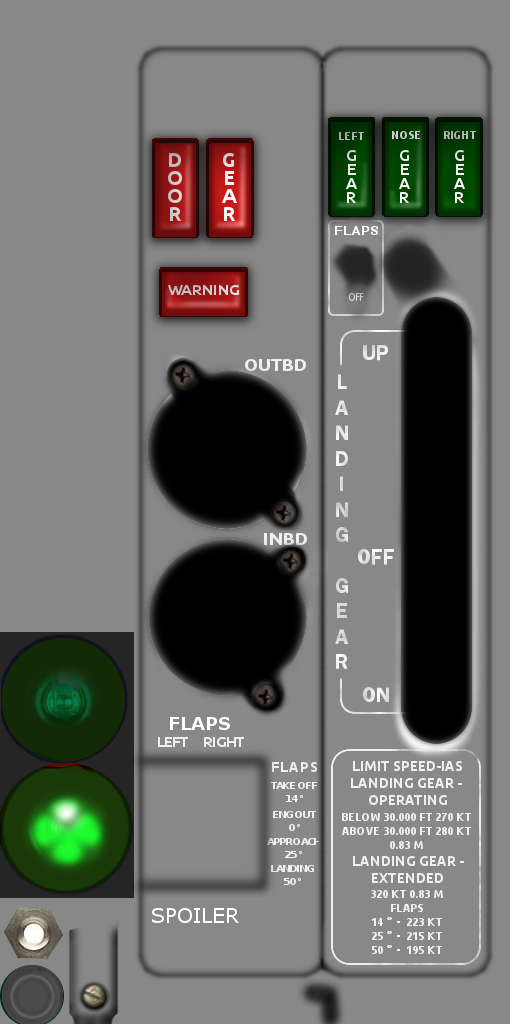 DOOR
GEAR
WARNING
LEFT
GEAR
NOSE
GEAR
RIGHT
GEAR
FLAPS
OFF
OUTBD
INBD
UP
LANDING GEAR
OFF
ON
FLAPS
LEFT RIGHT
FLAPS
TAKE OFF
14°
ENG OUT
0°
APPROACH
25°
LANDING
50°
SPOILER
LIMIT SPEED-IAS
LANDING GEAR -
OPERATING
BELOW 30.000 FT 270 KT
ABOVE 30.000 FT 280 KT
0.83 M
LANDING GEAR -
EXTENDED
320 KT 0.83 M
FLAPS
14 ° - 223 KT
25 ° - 215 KT
50 ° - 195 KT